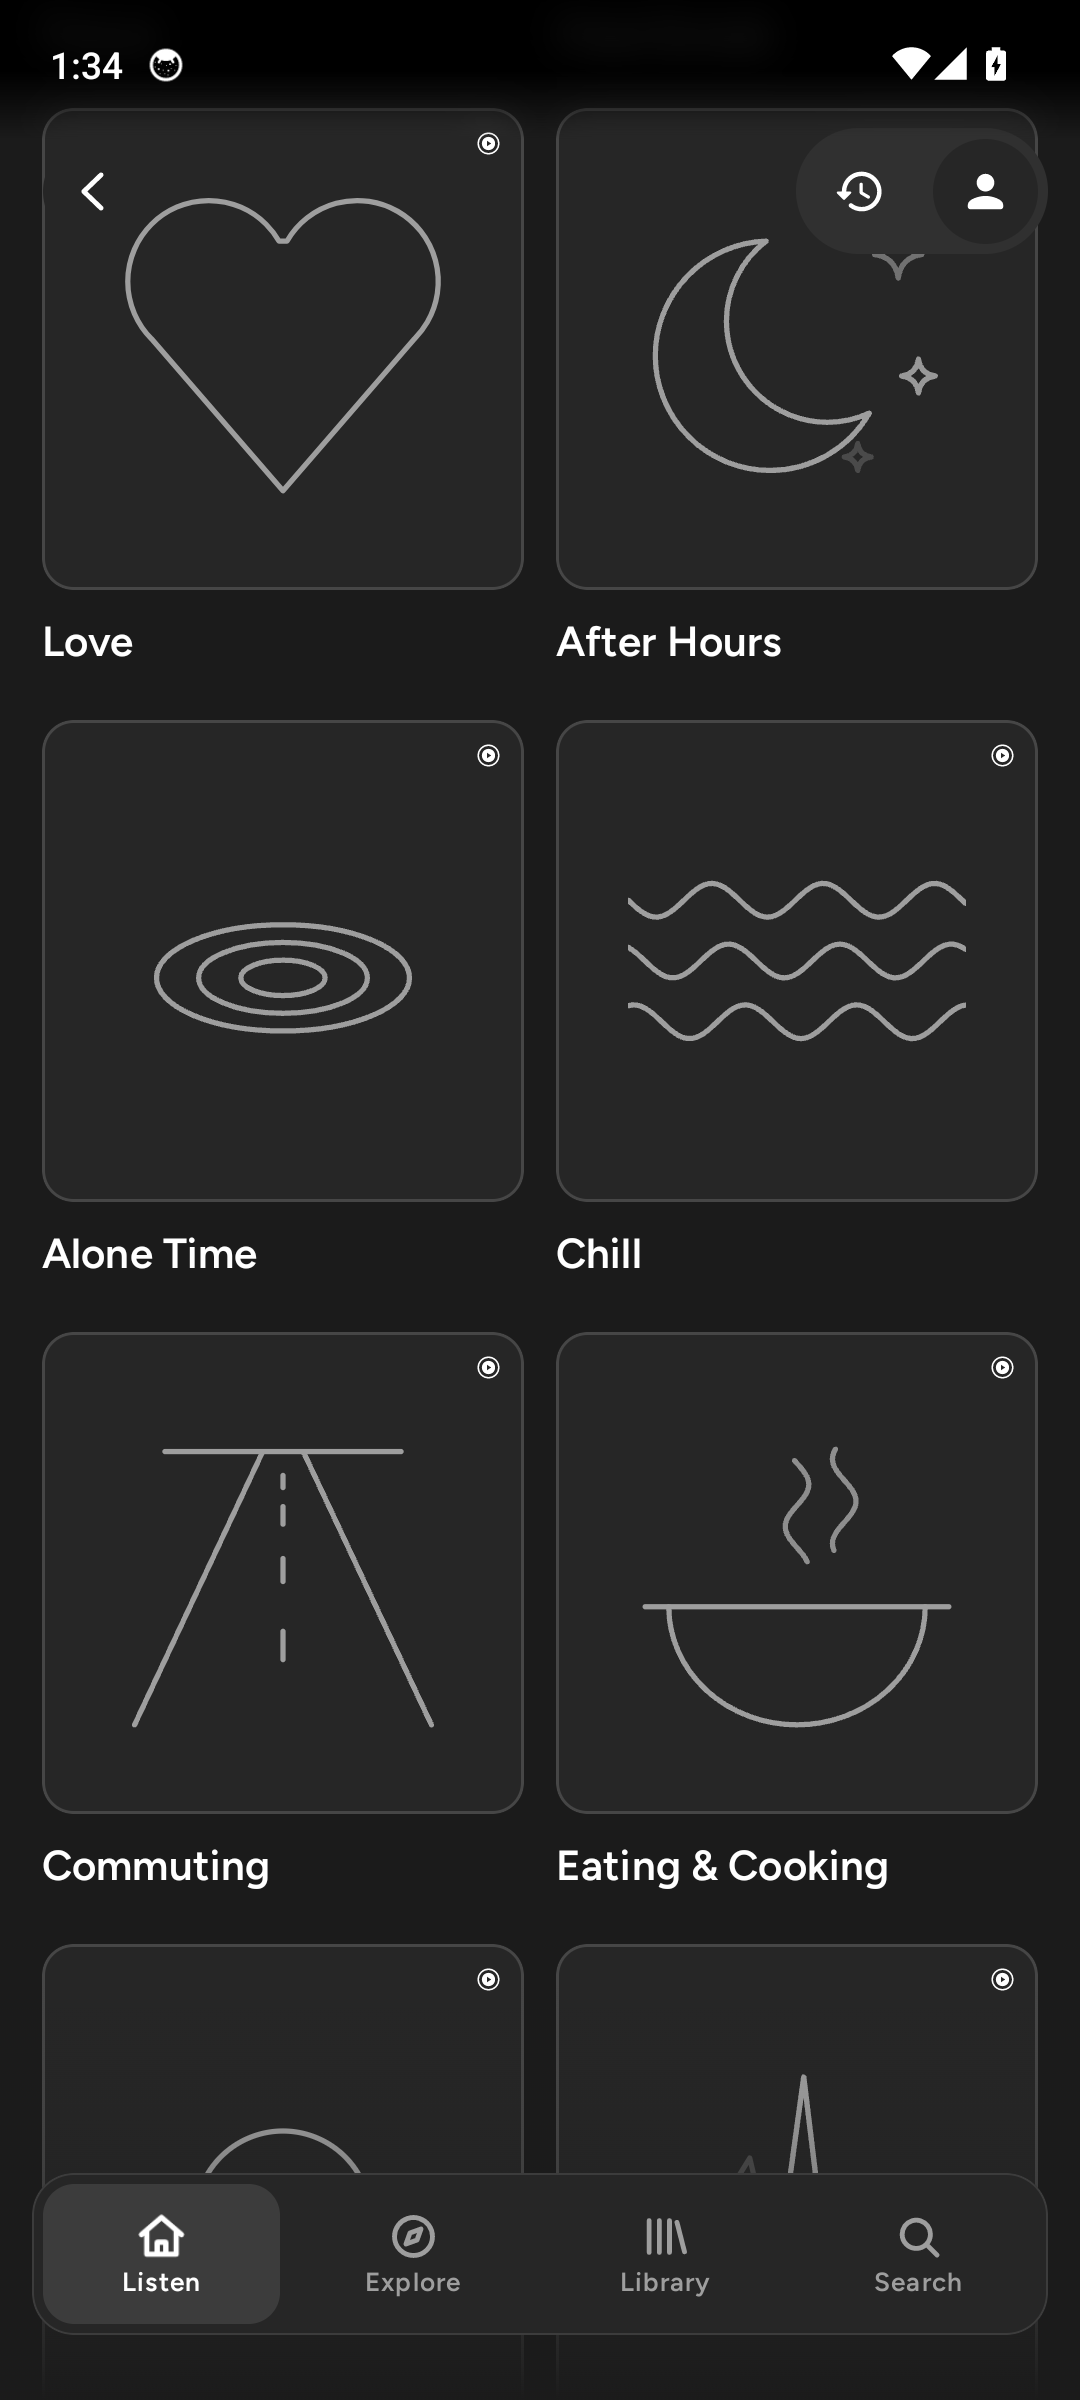 1:34
Love
After Hours
Alone Time
Chill
Commuting
Eating & Cooking
Listen
Explore
Library
Search